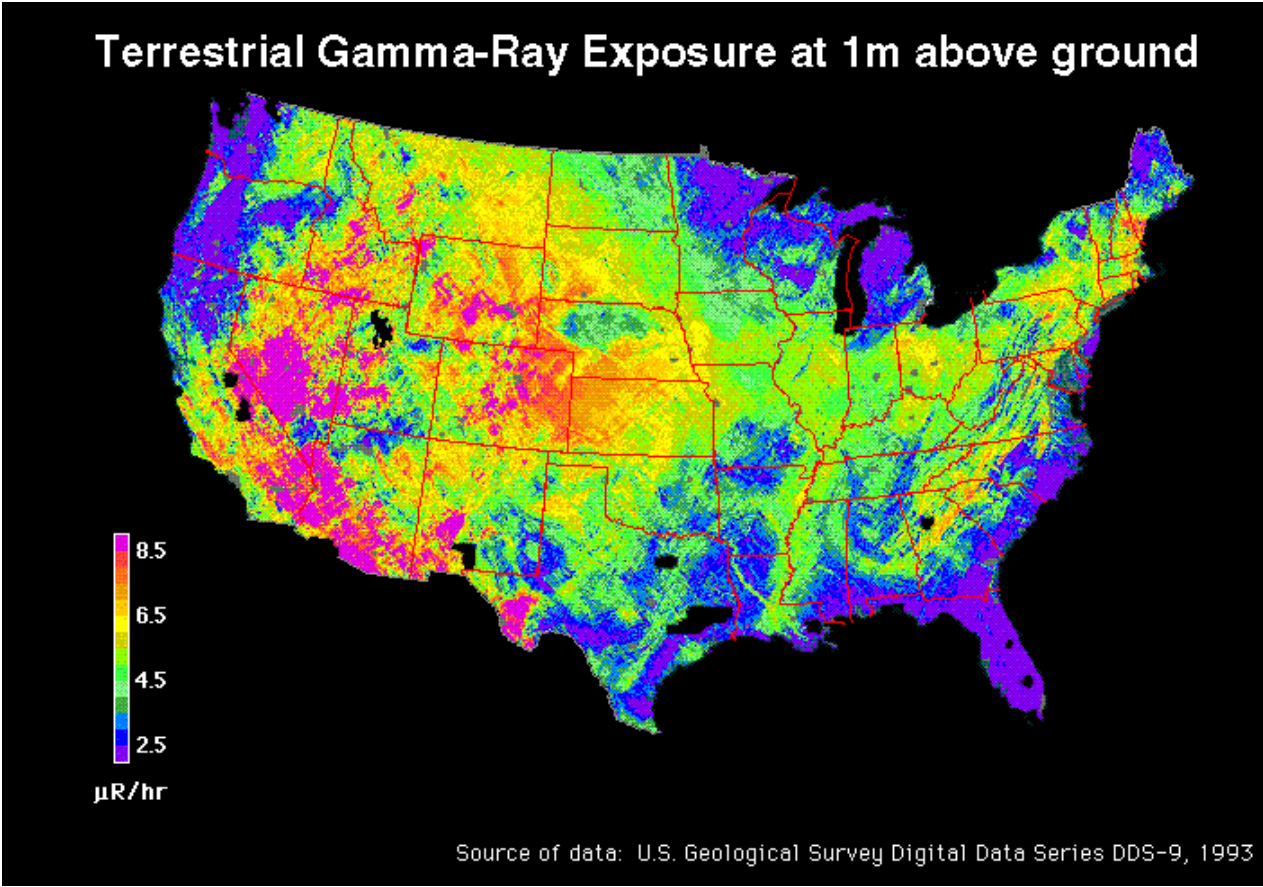 Terrestrial Gamma-Ray Exposure at 1m above ground
8.5
6.5
4.5
2.5
µR/hr
Source of data: U.S. Geological Survey Digital Data Series DDS-9, 1993